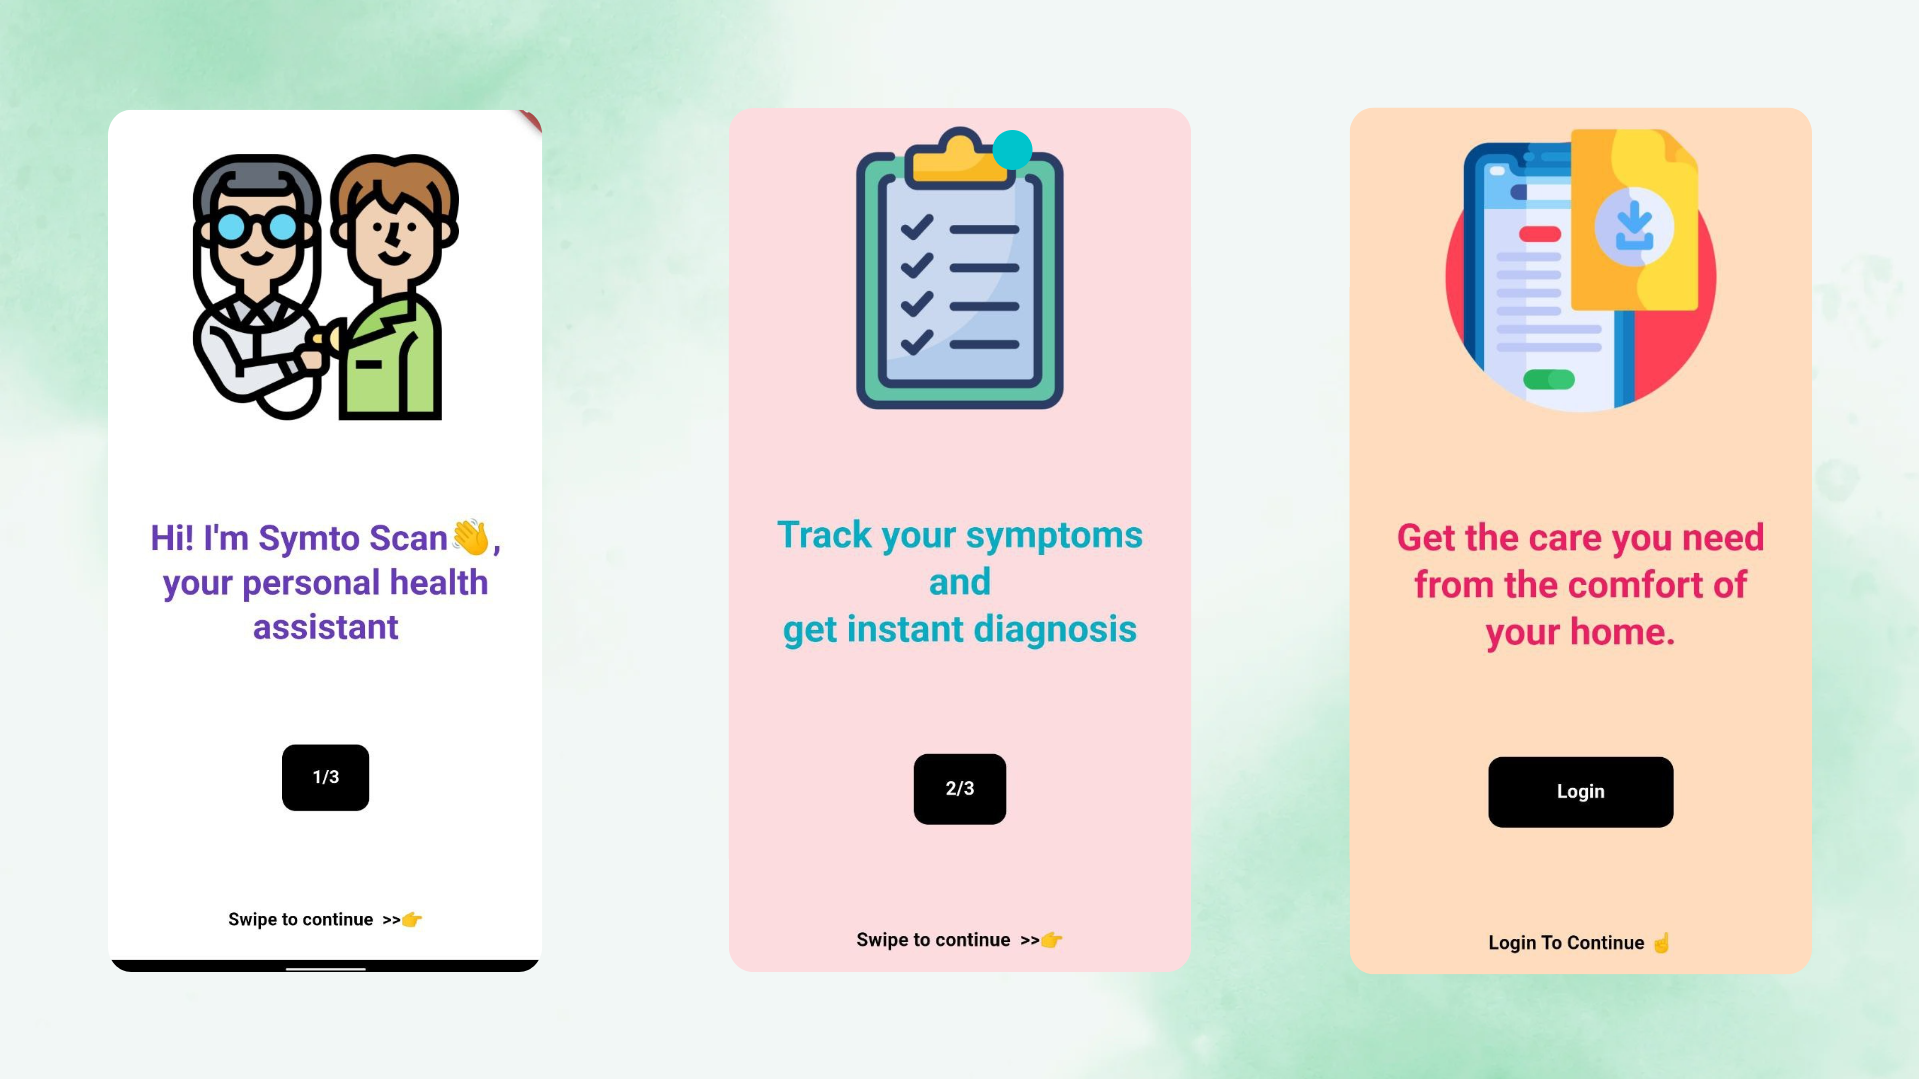 Hi! I'm Symto Scan👋,
your personal health
assistant
1/3
Swipe to continue >>👉
Track your symptoms
and
get instant diagnosis
2/3
Swipe to continue >>👉
Get the care you need
from the comfort of
your home.
Login
Login To Continue ☝